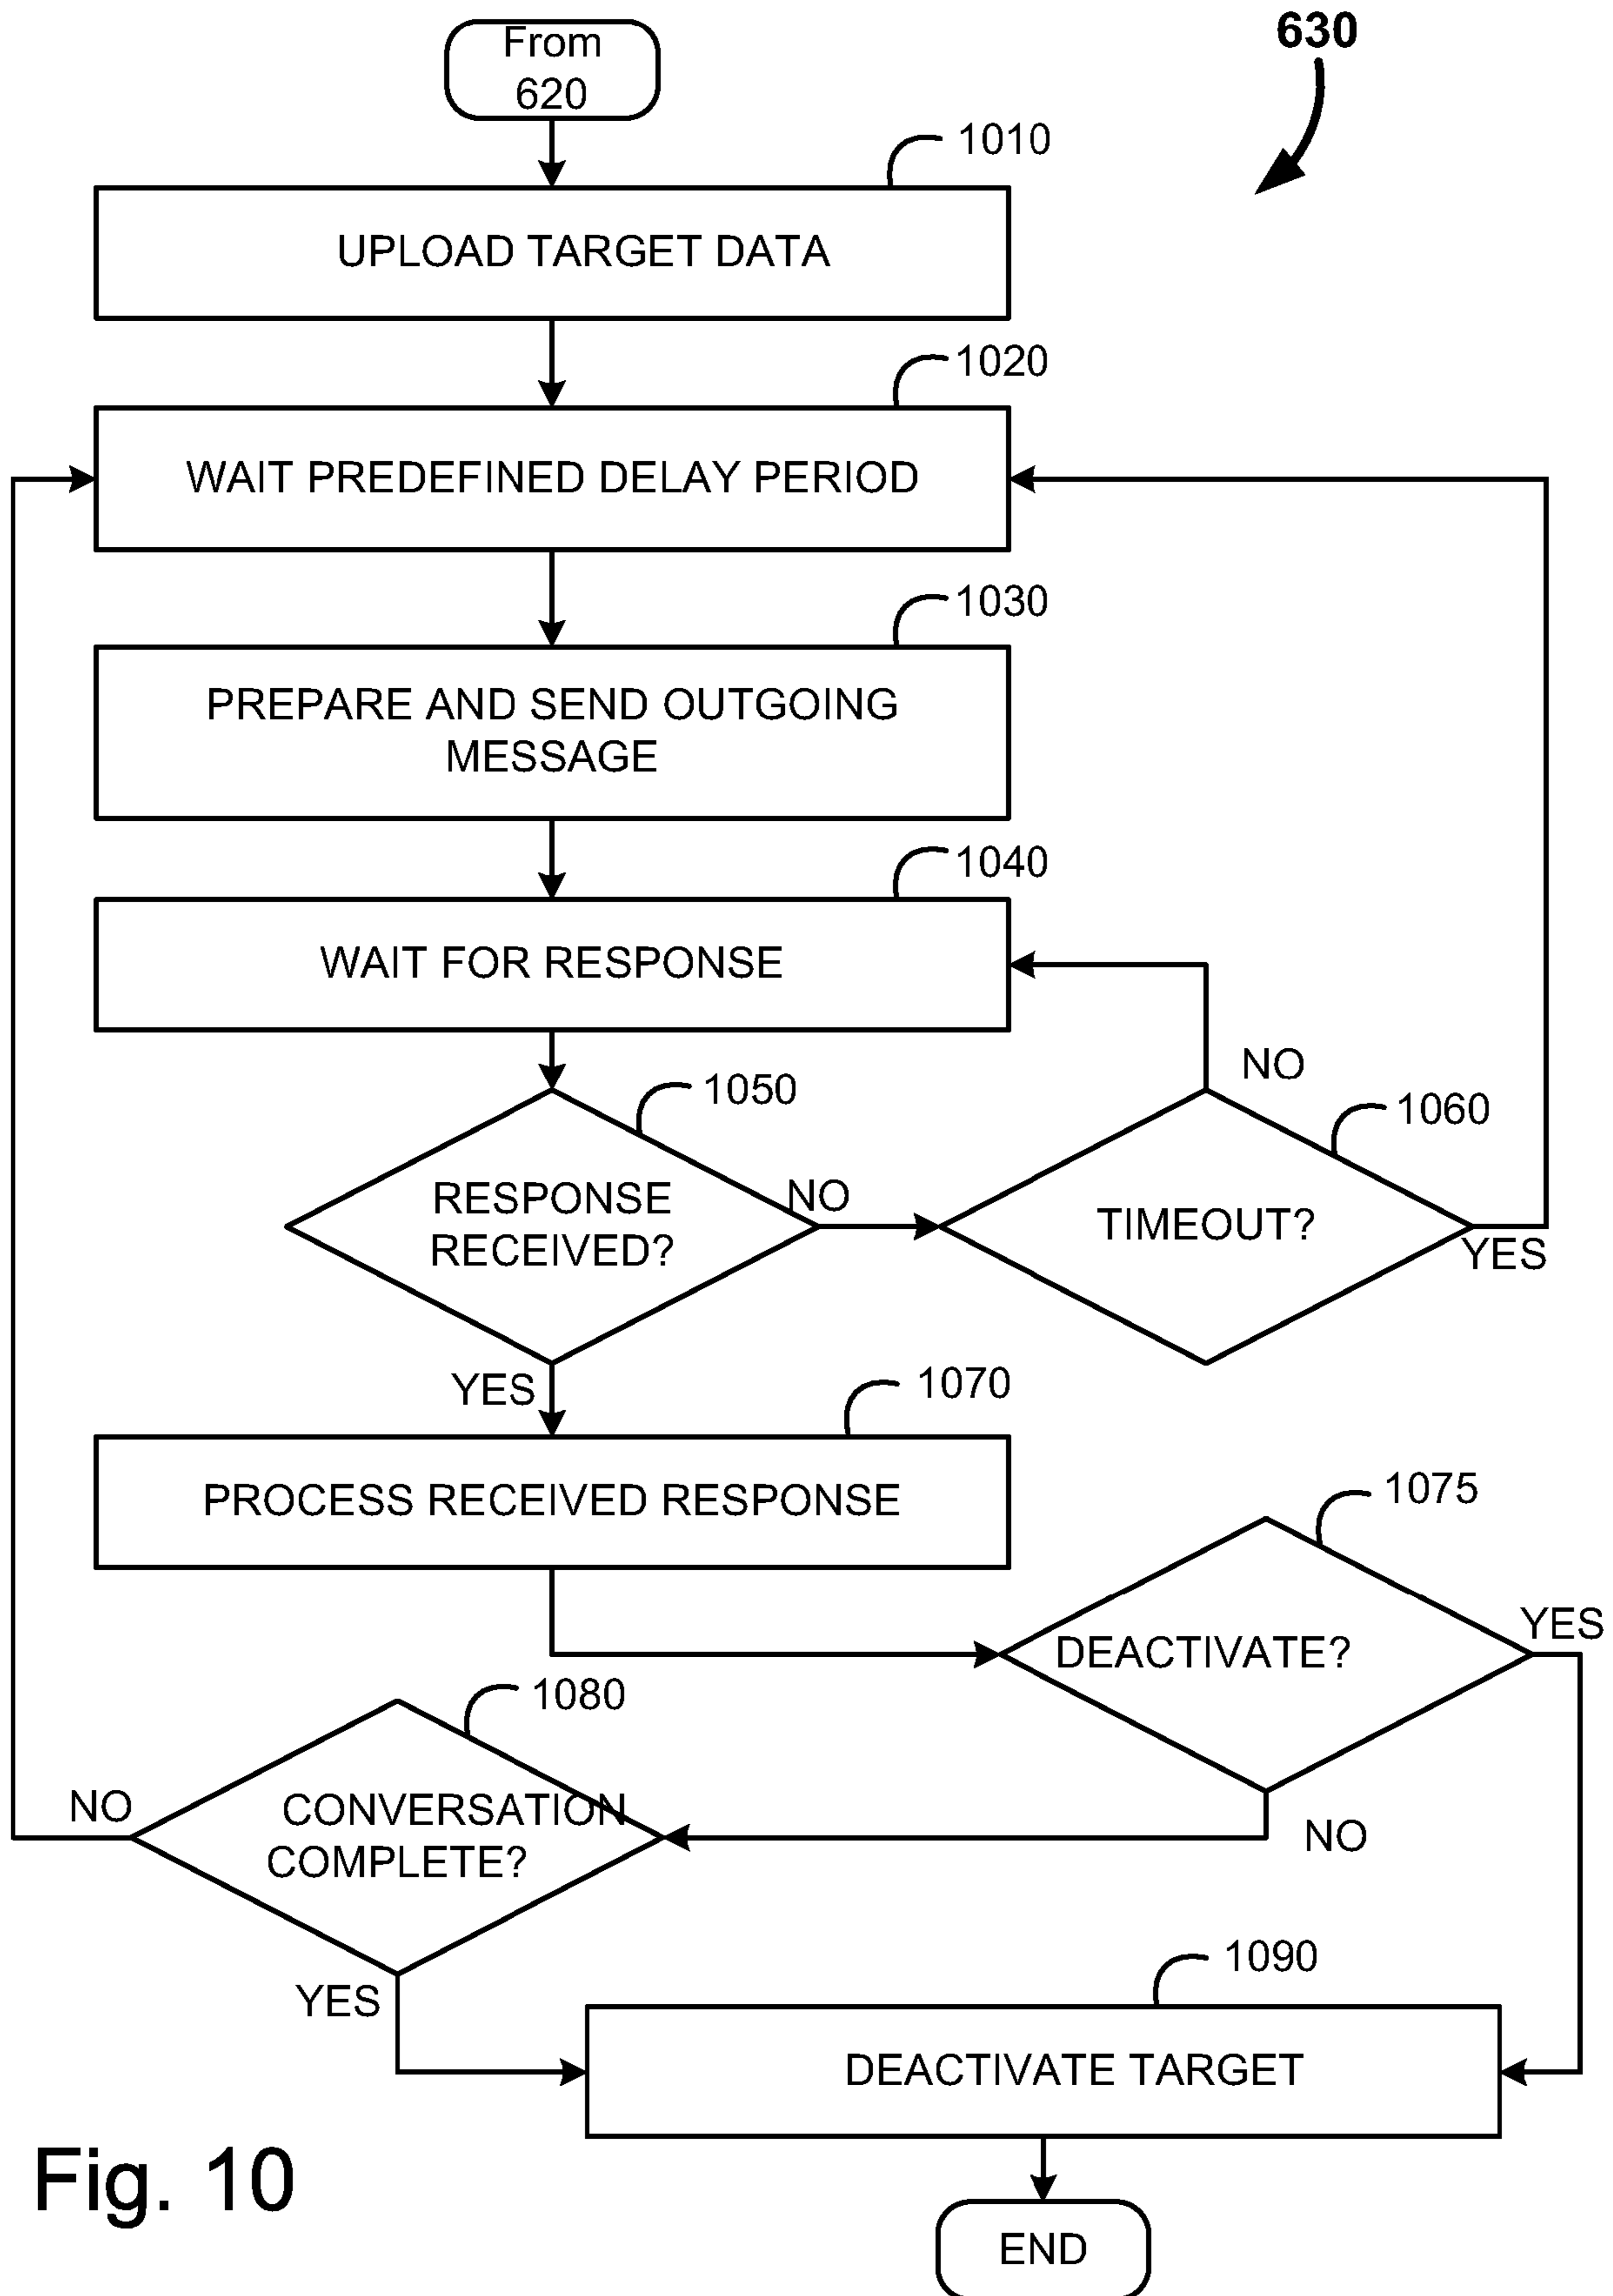 From
620
630
1010
UPLOAD TARGET DATA
1020
WAIT PREDEFINED DELAY PERIOD
1030
PREPARE AND SEND OUTGOING
MESSAGE
1040
WAIT FOR RESPONSE
NO
1050
1060
RESPONSE
RECEIVED?
NO
TIMEOUT?
YES
YES
1070
PROCESS RECEIVED RESPONSE
1075
DEACTIVATE?
YES
1080
NO
CONVERSATION
COMPLETE?
NO
YES
1090
DEACTIVATE TARGET
Fig. 10
END